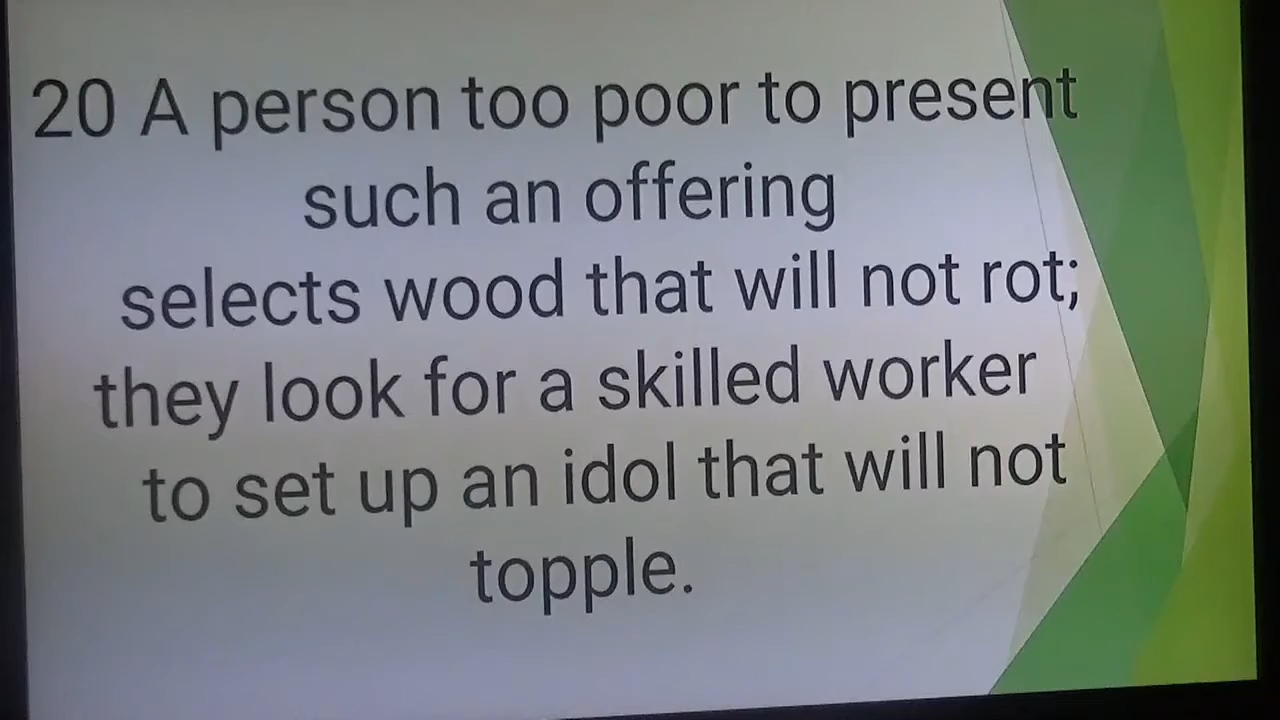 20 A person too poor to present
such an offering
selects wood that will not rot;
they look for a skilled worker
to set up an idol that will not
topple.